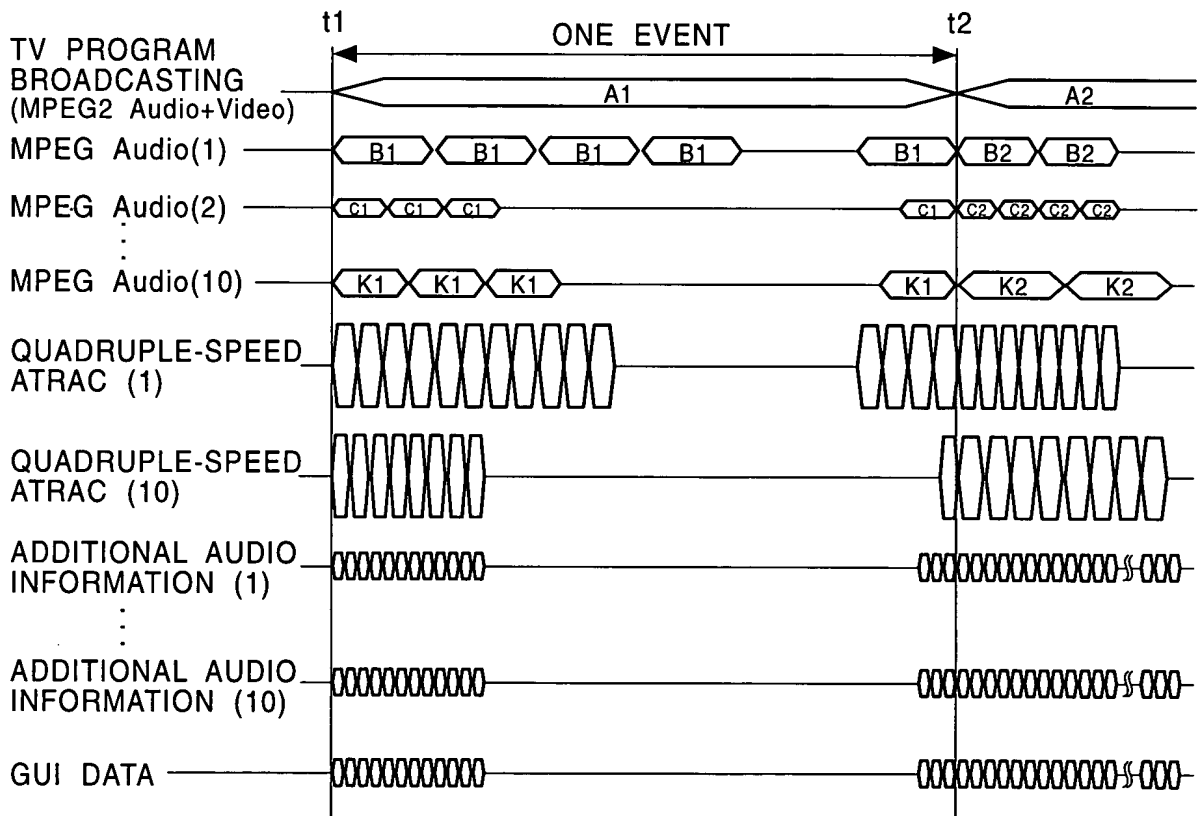 t1 t2
ONE EVENT
TV PROGRAM
BROADCASTING
(MPEG2 Audio+Video)
A1 A2
MPEG Audio(1) B1 B1 B1 B1 B1 B2 B2
MPEG Audio(2) C1 C1 C1 C1 C2 C2 C2 C2
MPEG Audio(10) K1 K1 K1 K1 K2 K2
QUADRUPLE-SPEED
ATRAC (1)
QUADRUPLE-SPEED
ATRAC (10)
ADDITIONAL AUDIO
INFORMATION (1)
ADDITIONAL AUDIO
INFORMATION (10)
GUI DATA